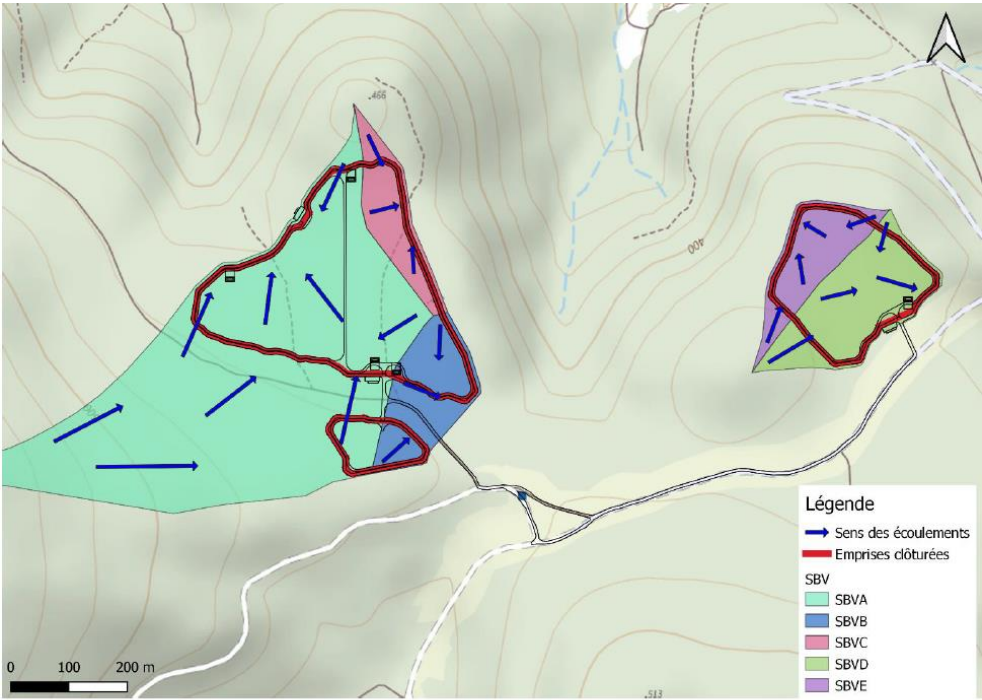 .466
400
Légende
Sens des écoulements
Emprises clôturées
SBV
SBVA
SBVB
SBVC
SBVD
SBVE
0 100 200 m
.513